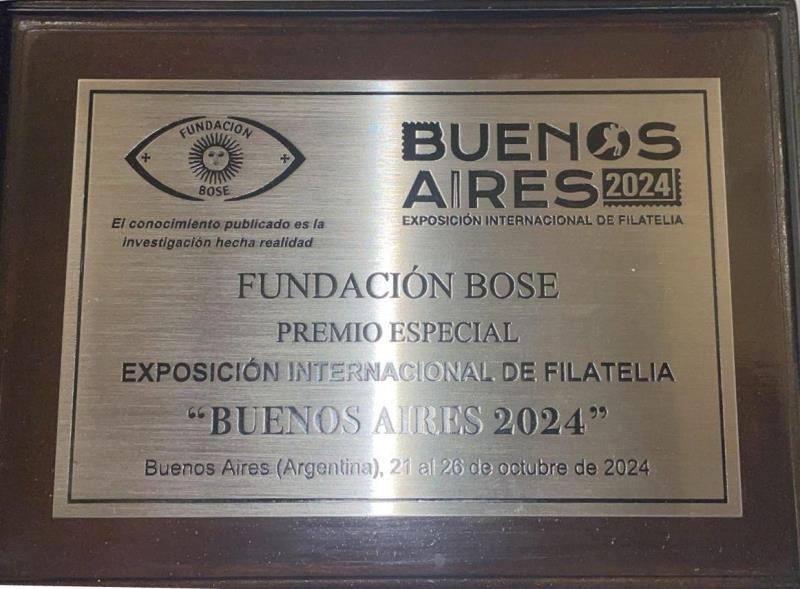 FUNDACION
BOSE
El conocimiento publicado es la
investigación hecha realidad
BUENOS
AIRES 2024
EXPOSICIÓN INTERNACIONAL DE FILATELIA
FUNDACIÓN BOSE
PREMIO ESPECIAL
EXPOSICIÓN INTERNACIONAL DE FILATELIA
“BUENOS AIRES 2024”
Buenos Aires (Argentina), 21 al 26 de octubre de 2024